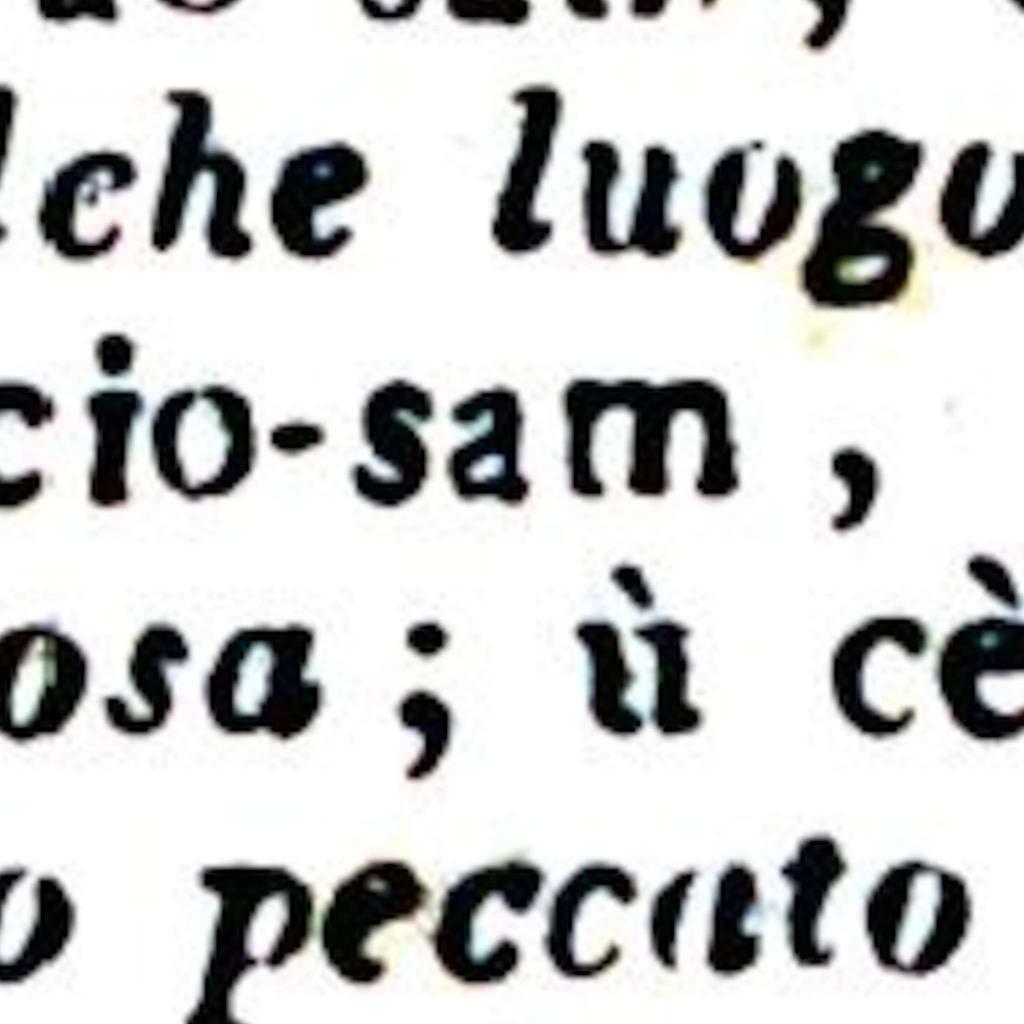 lche luogo
cio-sam ,
osa ; ù cè
o peccato